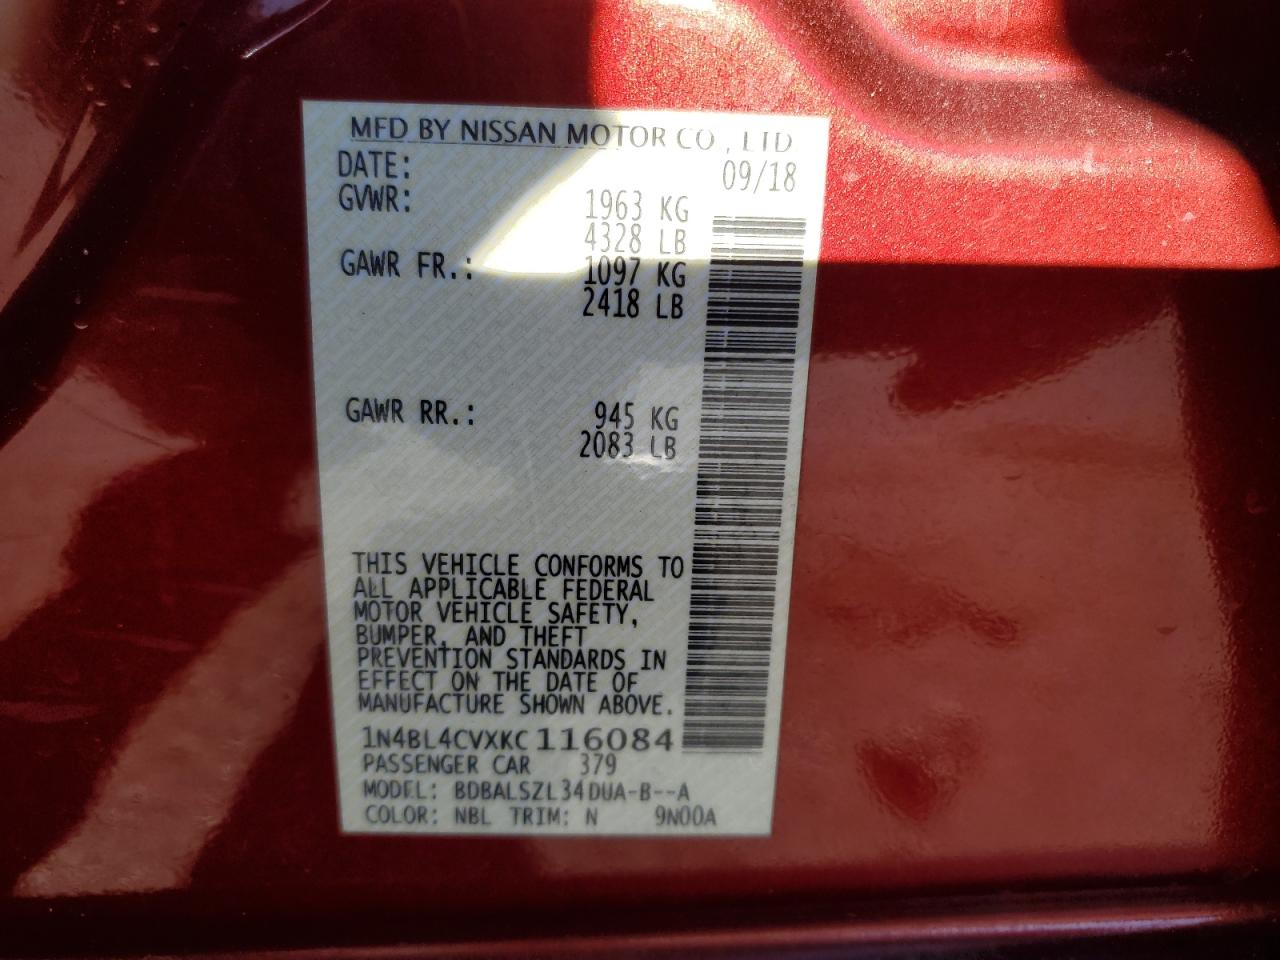 MFD BY NISSAN MOTOR CO., LTD
DATE: 09/18
GVWR: 1963 KG
4328 LB
GAWR FR.: 1097 KG
2418 LB
GAWR RR.: 945 KG
2083 LB
THIS VEHICLE CONFORMS TO
ALL APPLICABLE FEDERAL
MOTOR VEHICLE SAFETY,
BUMPER, AND THEFT
PREVENTION STANDARDS IN
EFFECT ON THE DATE OF
MANUFACTURE SHOWN ABOVE.
1N4BL4CVXKC116084
PASSENGER CAR 379
MODEL: BDBALSZL34DUA-B--A
COLOR: NBL TRIM: N 9N00A